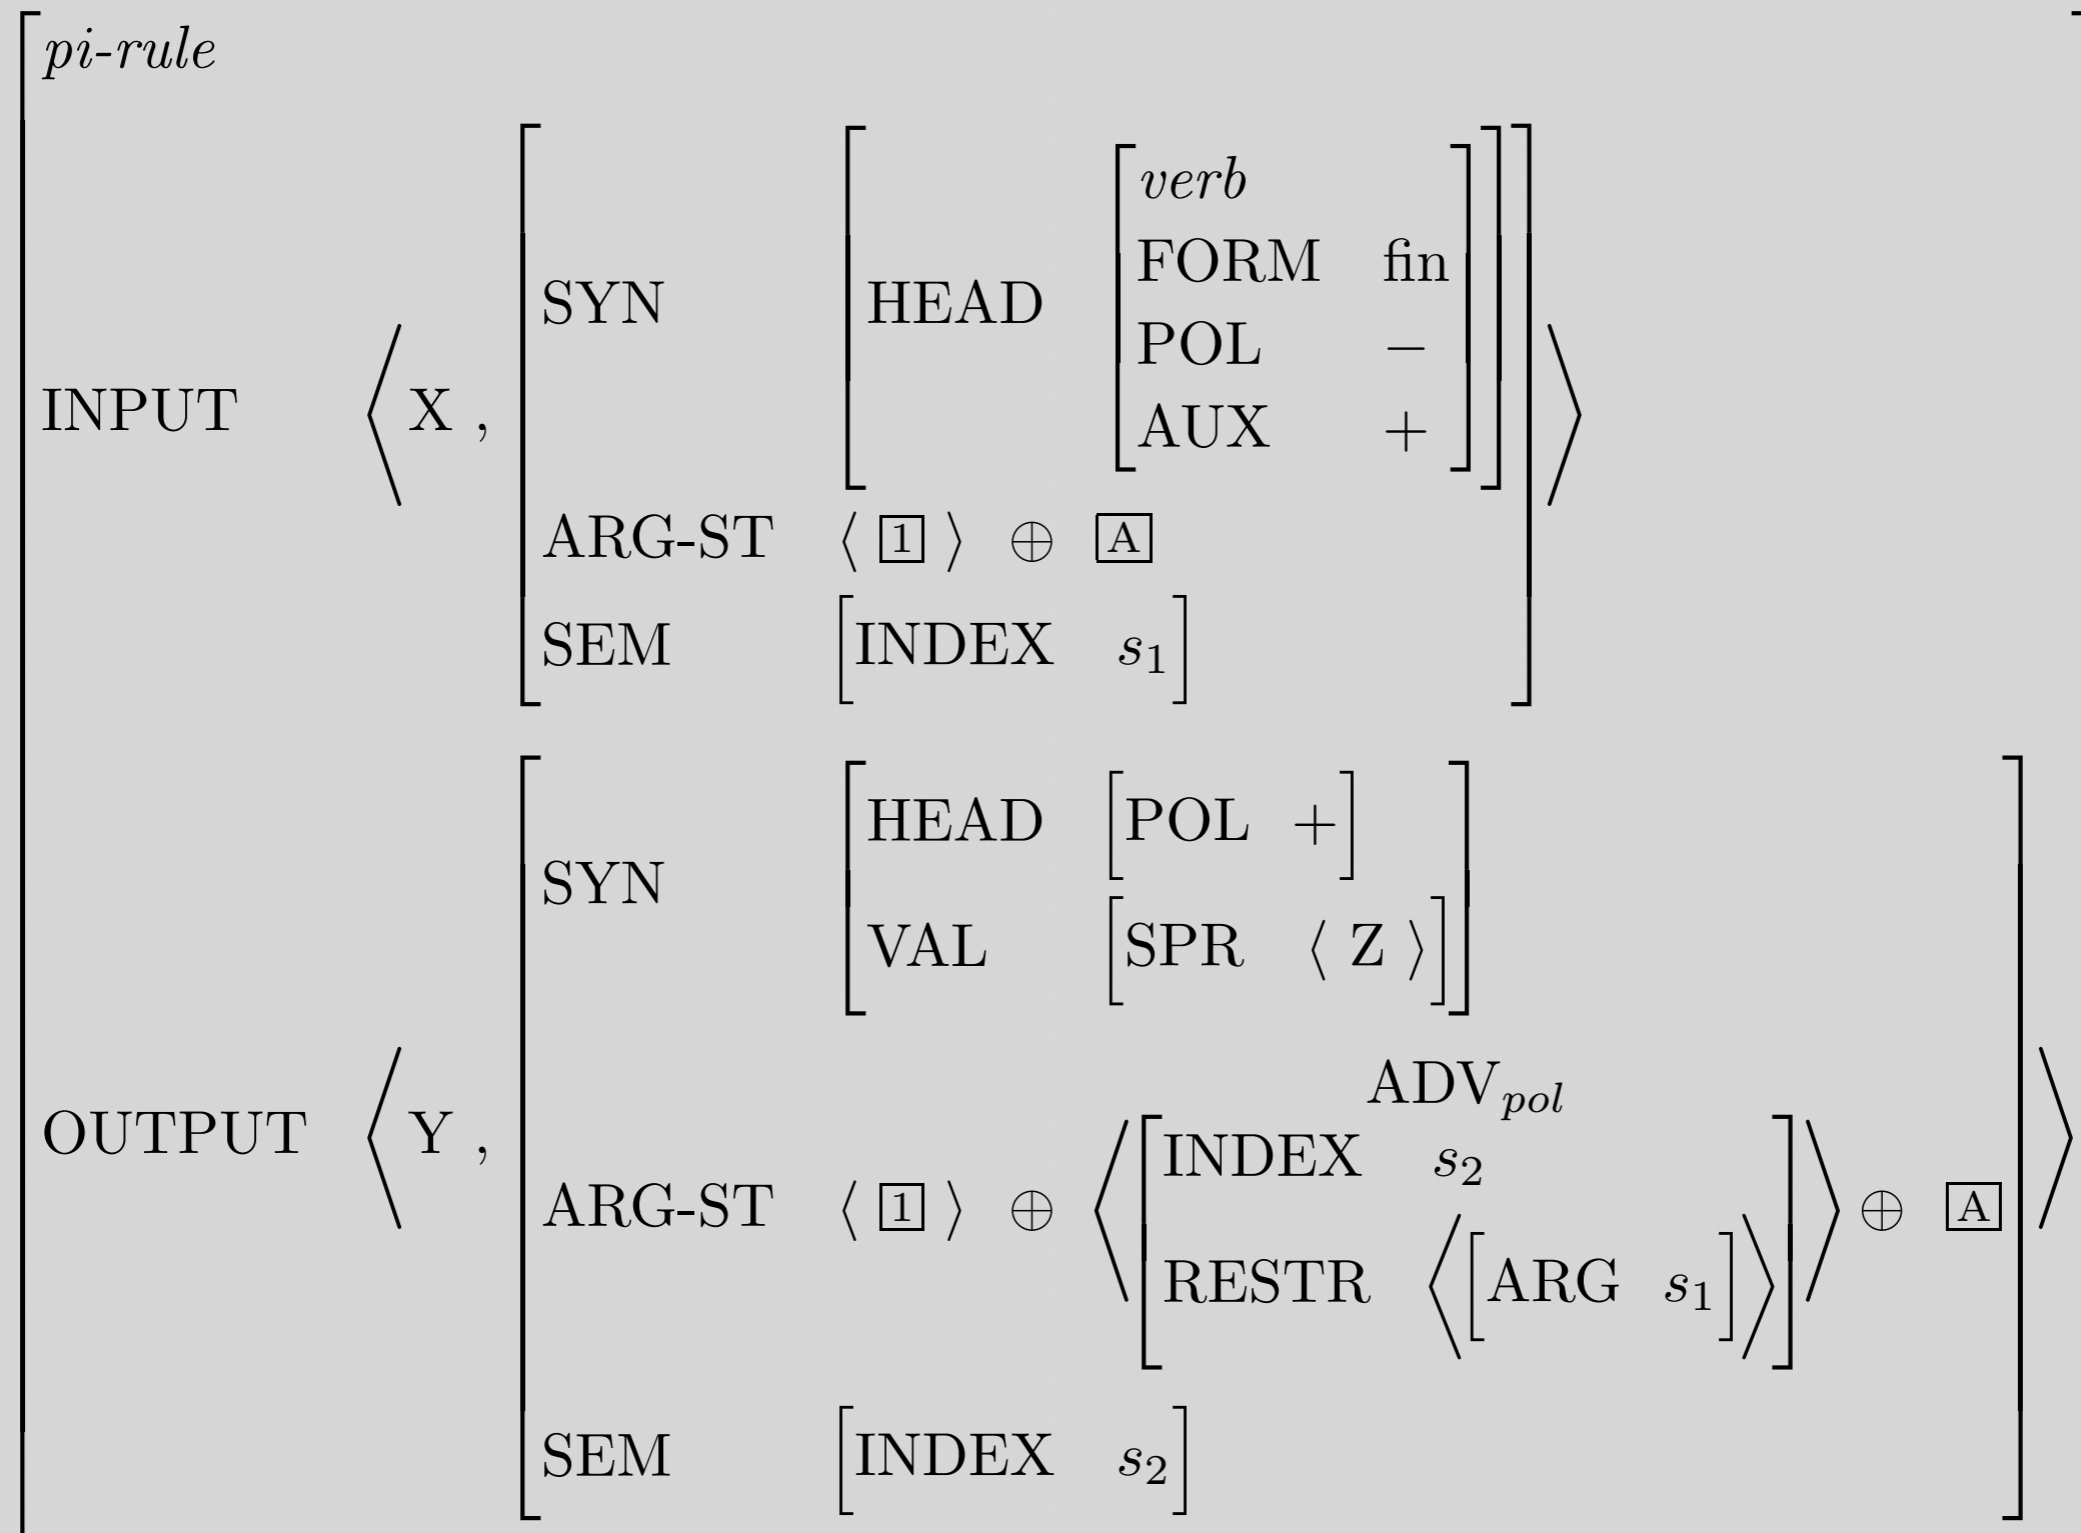 pi-rule
verb
FORM fin
SYN HEAD
POL −
INPUT ⟨ X ,
AUX + ⟩
ARG-ST ⟨ 1 ⟩ ⊕ A
SEM [INDEX s₁]
HEAD [POL +]
SYN
VAL [SPR ⟨ Z ⟩]
ADV_pol
OUTPUT ⟨ Y ,
INDEX s₂
ARG-ST ⟨ 1 ⟩ ⊕ ⟨ ⟩ ⊕ A ⟩
RESTR ⟨[ARG s₁]⟩
SEM [INDEX s₂]